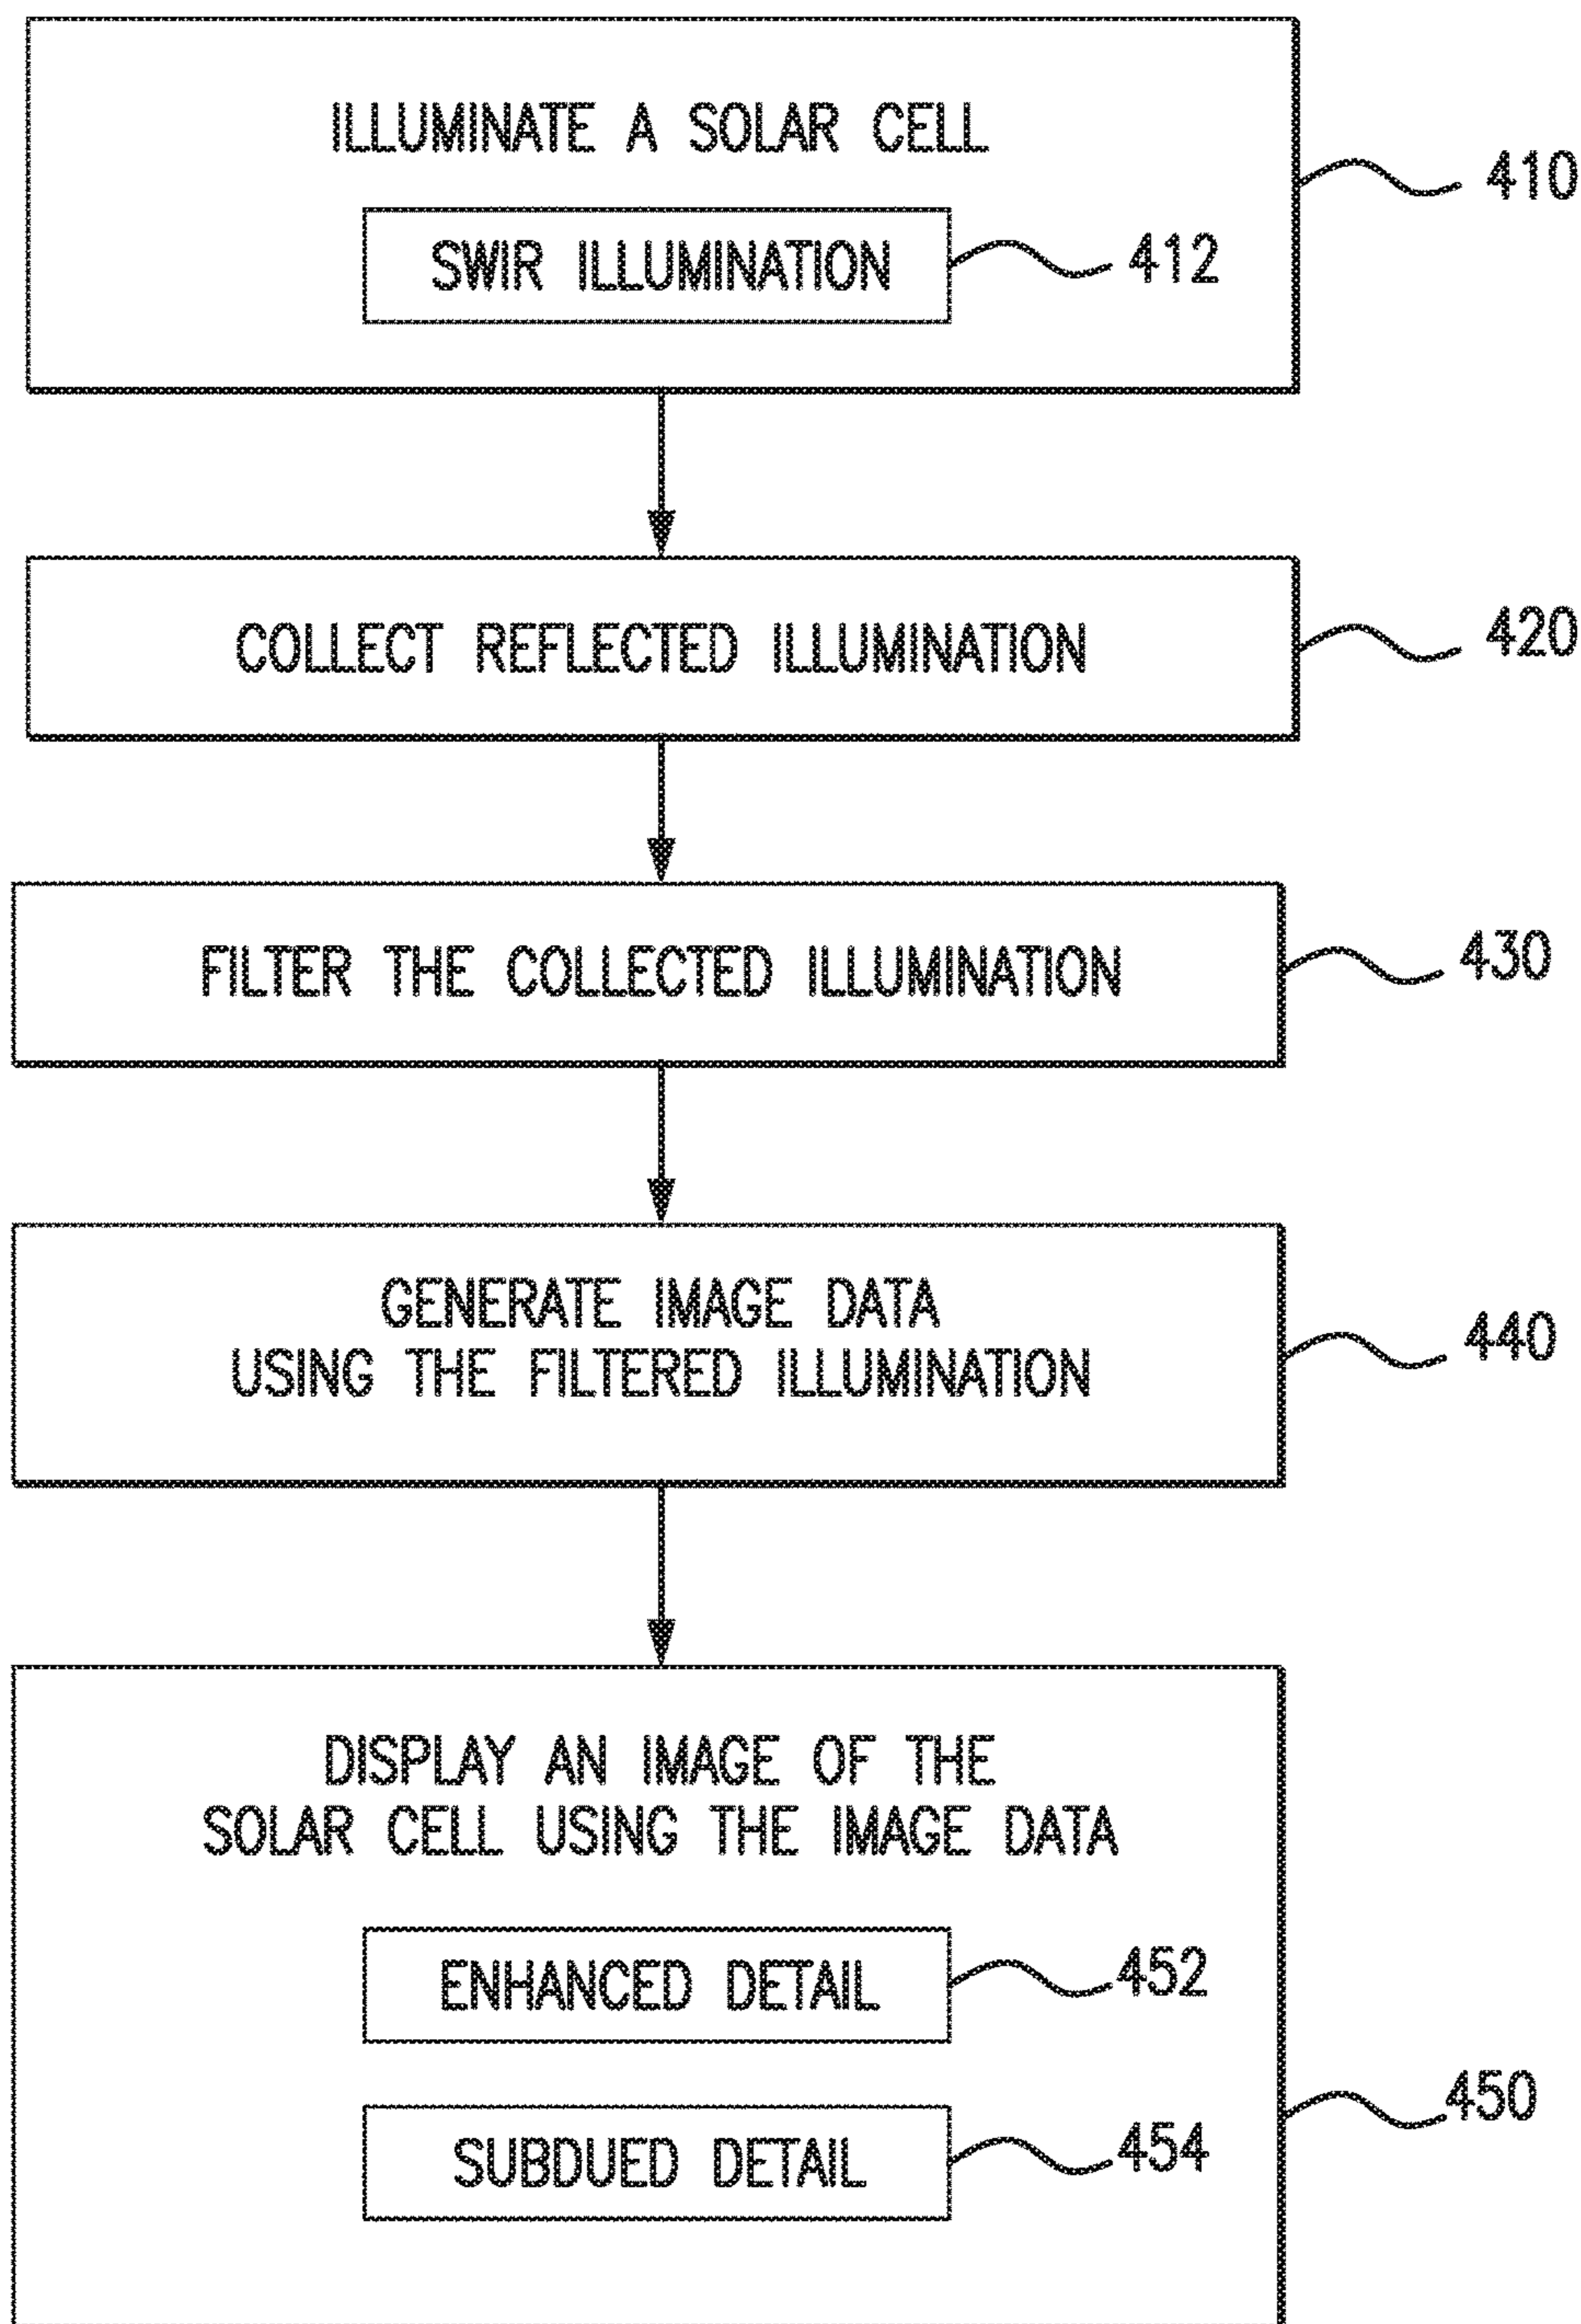 ILLUMINATE A SOLAR CELL
410
SWIR ILLUMINATION
412
COLLECT REFLECTED ILLUMINATION
420
FILTER THE COLLECTED ILLUMINATION
430
GENERATE IMAGE DATA
USING THE FILTERED ILLUMINATION
440
DISPLAY AN IMAGE OF THE
SOLAR CELL USING THE IMAGE DATA
ENHANCED DETAIL
452
450
SUBDUED DETAIL
454